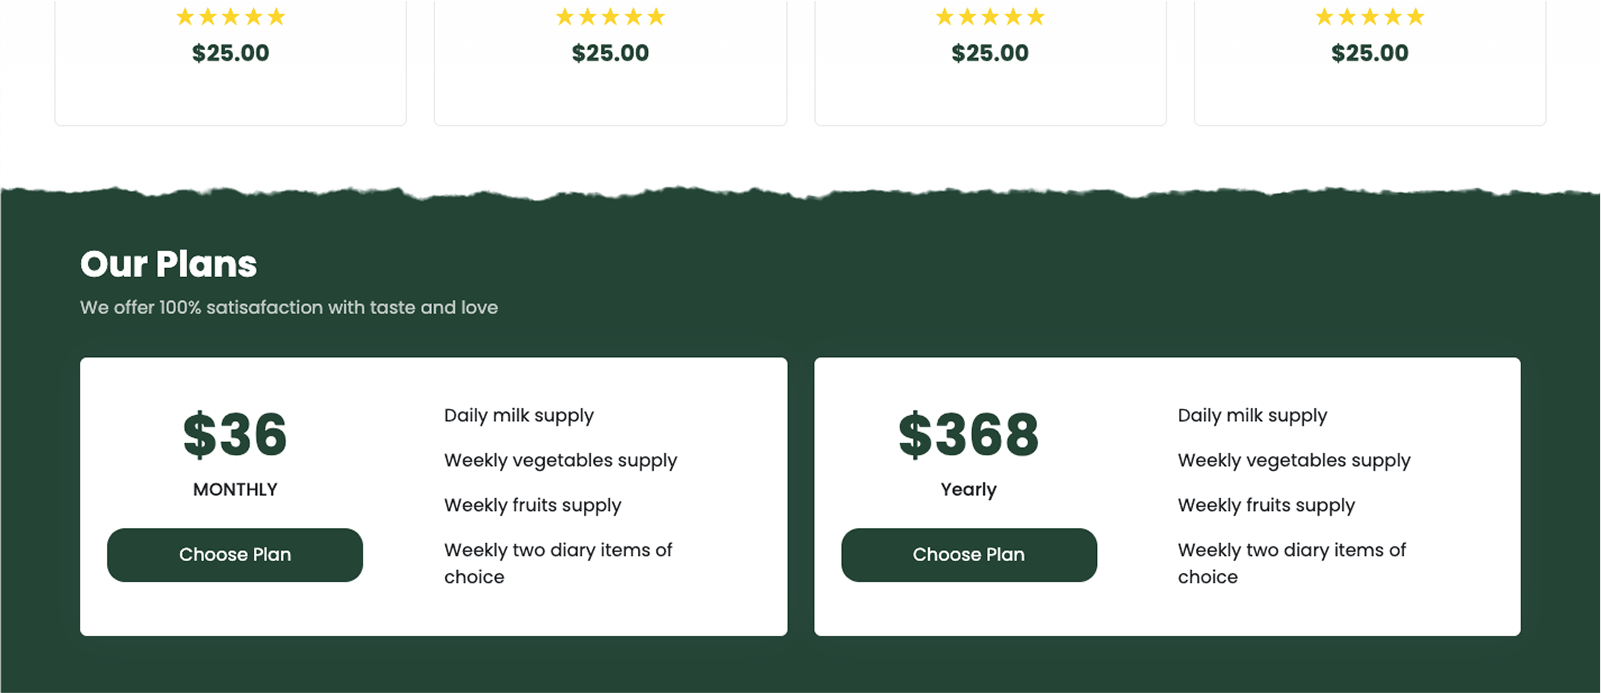 $25.00
$25.00
$25.00
$25.00
Our Plans
We offer 100% satisafaction with taste and love
$36
MONTHLY
Choose Plan
Daily milk supply
Weekly vegetables supply
Weekly fruits supply
Weekly two diary items of
choice
$368
Yearly
Choose Plan
Daily milk supply
Weekly vegetables supply
Weekly fruits supply
Weekly two diary items of
choice